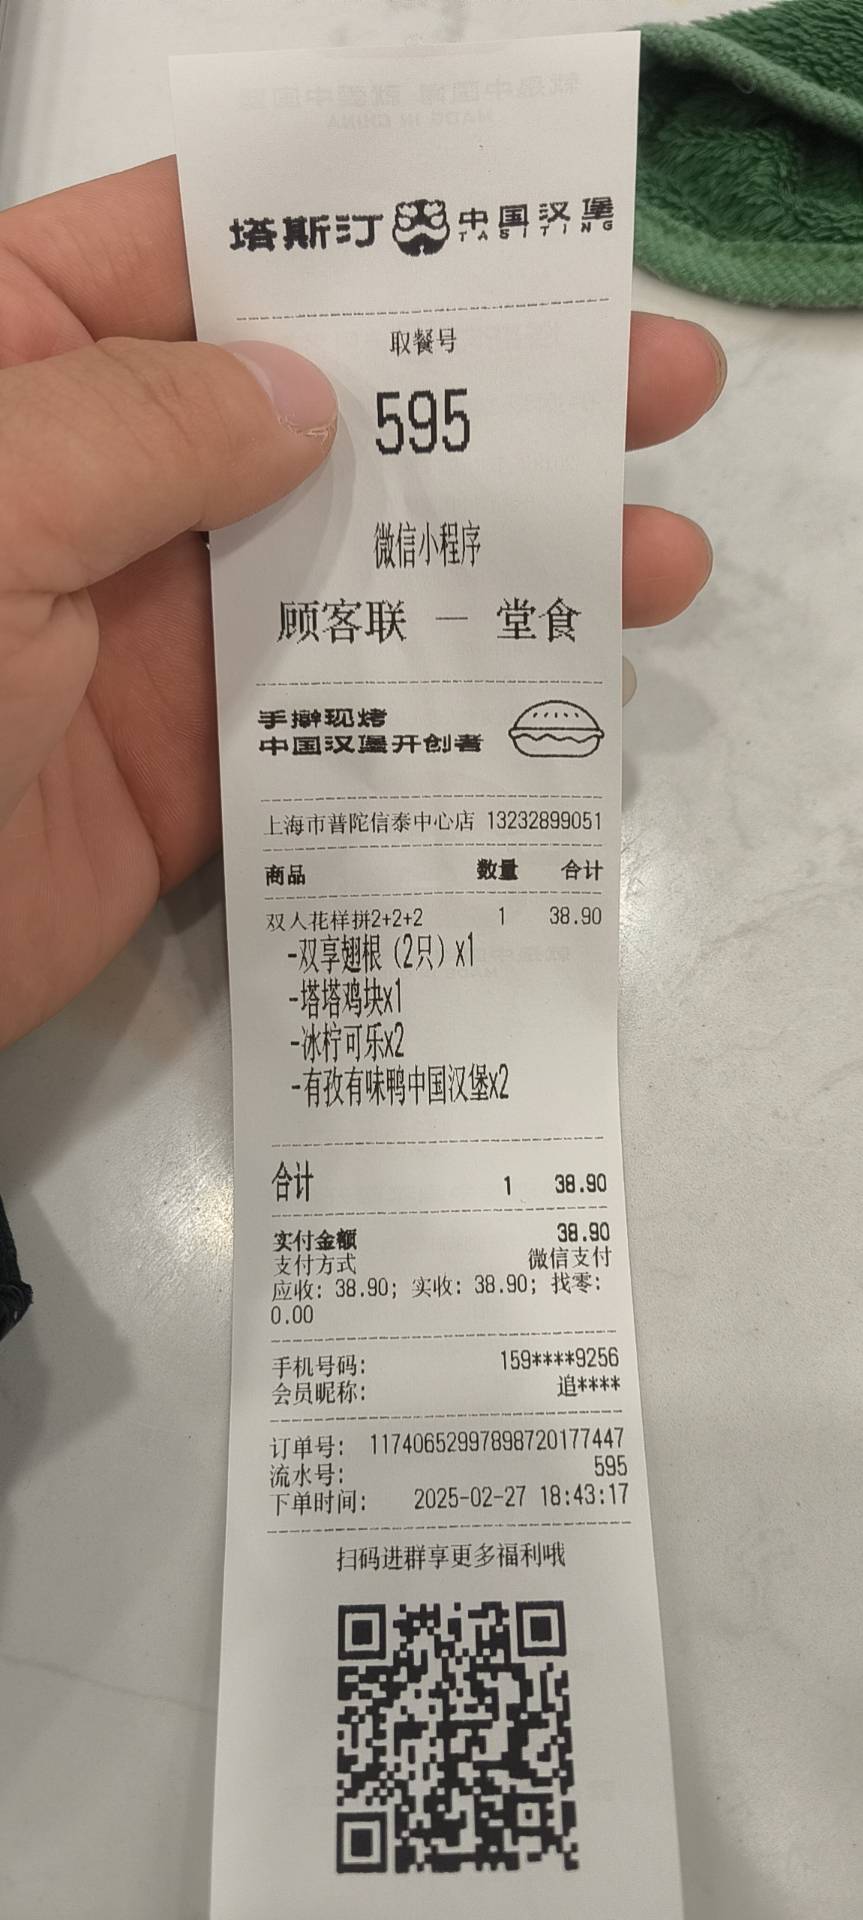 塔斯汀 中国汉堡
TASITING
取餐号
595
微信小程序
顾客联 — 堂食
手擀现烤
中国汉堡开创者
上海市普陀信泰中心店 13232899051
商品 数量 合计
双人花样拼2+2+2 1 38.90
-双享翅根（2只）x1
-塔塔鸡块x1
-冰柠可乐x2
-有孜有味鸭中国汉堡x2
合计 1 38.90
实付金额 38.90
支付方式 微信支付
应收: 38.90; 实收: 38.90; 找零:
0.00
手机号码: 159****9256
会员昵称: 追****
订单号: 11740652997898720177447
流水号: 595
下单时间: 2025-02-27 18:43:17
扫码进群享更多福利哦